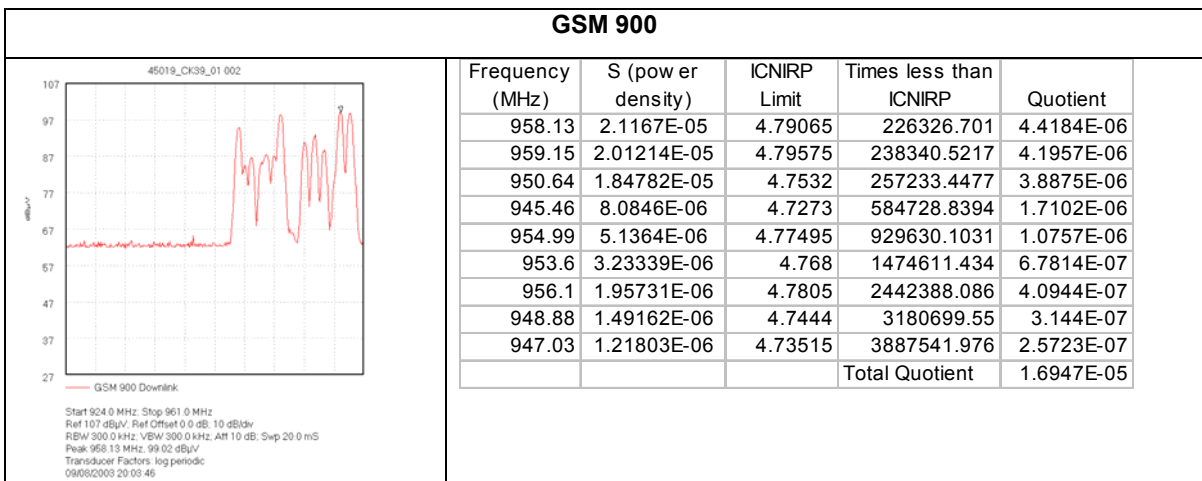 GSM 900
45019_CK39_01 002
107
97
87
77
67
57
47
37
27
dBµV
GSM 900 Downlink
Start 924.0 MHz; Stop 961.0 MHz
Ref 107 dBµV; Ref Offset 0.0 dB; 10 dB/div
RBW 300.0 kHz; VBW 300.0 kHz; Att 10 dB; Swp 20.0 mS
Peak 958.13 MHz, 99.02 dBµV
Transducer Factors: log periodic
09/08/2003 20:03:46
Frequency (MHz) S (pow er density) ICNIRP Limit Times less than ICNIRP Quotient
958.13 2.1167E-05 4.79065 226326.701 4.4184E-06
959.15 2.01214E-05 4.79575 238340.5217 4.1957E-06
950.64 1.84782E-05 4.7532 257233.4477 3.8875E-06
945.46 8.0846E-06 4.7273 584728.8394 1.7102E-06
954.99 5.1364E-06 4.77495 929630.1031 1.0757E-06
953.6 3.23339E-06 4.768 1474611.434 6.7814E-07
956.1 1.95731E-06 4.7805 2442388.086 4.0944E-07
948.88 1.49162E-06 4.7444 3180699.55 3.144E-07
947.03 1.21803E-06 4.73515 3887541.976 2.5723E-07
Total Quotient 1.6947E-05